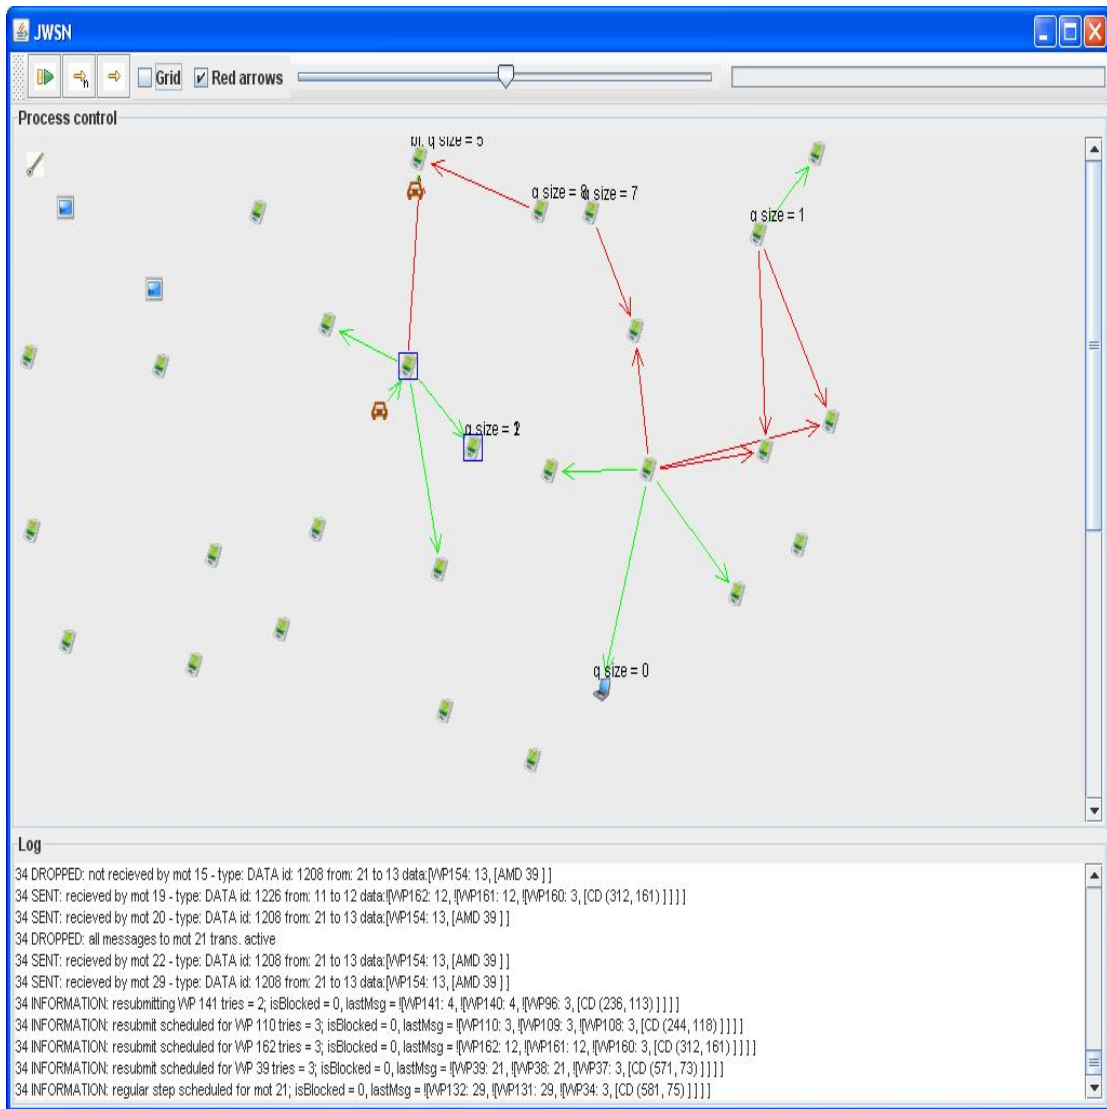 JWSN
n
Grid
Red arrows
Process control
q size = 5
q size =
q size = 7
q size = 1
q size =
q size = 0
Log
34 DROPPED: not recieved by mot 15 - type: DATA id: 1208 from: 21 to 13 data:[WP154: 13, [AMD 39 ] ]
34 SENT: recieved by mot 19 - type: DATA id: 1226 from: 11 to 12 data:![WP162: 12, ![WP161: 12, ![WP160: 3, [CD (312, 161) ] ] ] ]
34 SENT: recieved by mot 20 - type: DATA id: 1208 from: 21 to 13 data:[WP154: 13, [AMD 39 ] ]
34 DROPPED: all messages to mot 21 trans. active
34 SENT: recieved by mot 22 - type: DATA id: 1208 from: 21 to 13 data:[WP154: 13, [AMD 39 ] ]
34 SENT: recieved by mot 29 - type: DATA id: 1208 from: 21 to 13 data:[WP154: 13, [AMD 39 ] ]
34 INFORMATION: resubmitting WP 141 tries = 2; isBlocked = 0, lastMsg = ![WP141: 4, ![WP140: 4, ![WP96: 3, [CD (236, 113) ] ] ] ]
34 INFORMATION: resubmit scheduled for WP 110 tries = 3; isBlocked = 0, lastMsg = ![WP110: 3, ![WP109: 3, ![WP108: 3, [CD (244, 118) ] ] ] ]
34 INFORMATION: resubmit scheduled for WP 162 tries = 3; isBlocked = 0, lastMsg = ![WP162: 12, ![WP161: 12, ![WP160: 3, [CD (312, 161) ] ] ] ]
34 INFORMATION: resubmit scheduled for WP 39 tries = 3; isBlocked = 0, lastMsg = ![WP39: 21, ![WP38: 21, ![WP37: 3, [CD (571, 73) ] ] ] ]
34 INFORMATION: regular step scheduled for mot 21; isBlocked = 0, lastMsg = ![WP132: 29, ![WP131: 29, ![WP34: 3, [CD (581, 75) ] ] ] ]